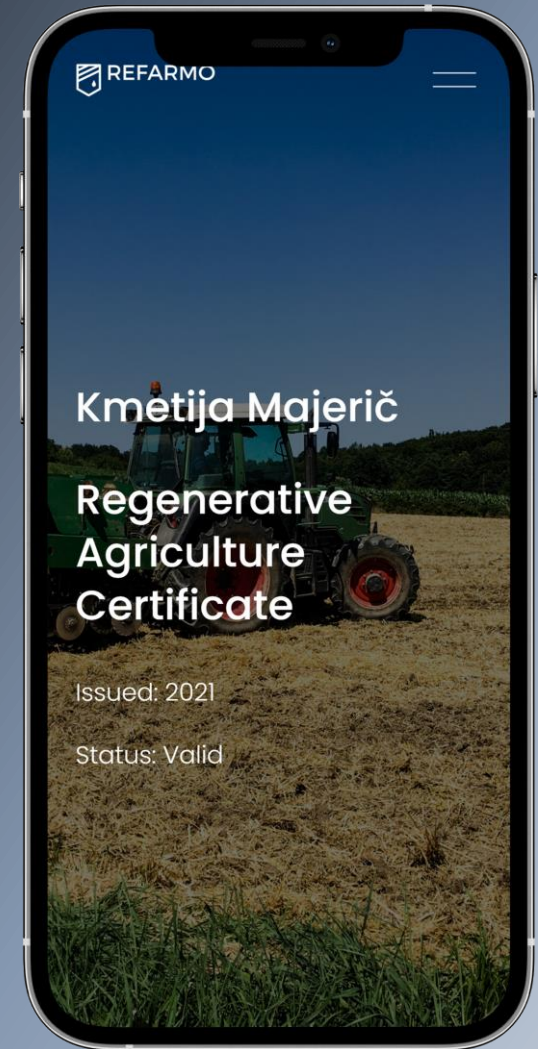 REFARMO
Kmetija Majerič
Regenerative
Agriculture
Certificate
Issued: 2021
Status: Valid